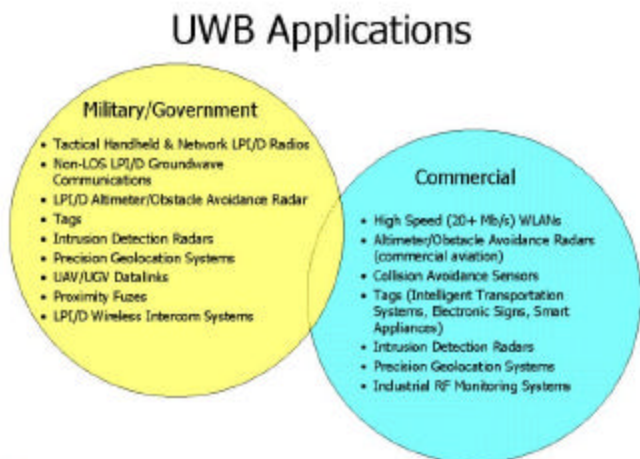 UWB Applications
Military/Government
• Tactical Handheld & Network LPI/D Radios
• Non-LOS LPI/D Groundwave
Communications
• LPI/D Altimeter/Obstacle Avoidance Radar
• Tags
• Intrusion Detection Radars
• Precision Geolocation Systems
• UAV/UGV Datalinks
• Proximity Fuzes
• LPI/D Wireless Intercom Systems
Commercial
• High Speed (20+ Mb/s) WLANs
• Altimeter/Obstacle Avoidance Radars
(commercial aviation)
• Collision Avoidance Sensors
• Tags (Intelligent Transportation
Systems, Electronic Signs, Smart
Appliances)
• Intrusion Detection Radars
• Precision Geolocation Systems
• Industrial RF Monitoring Systems